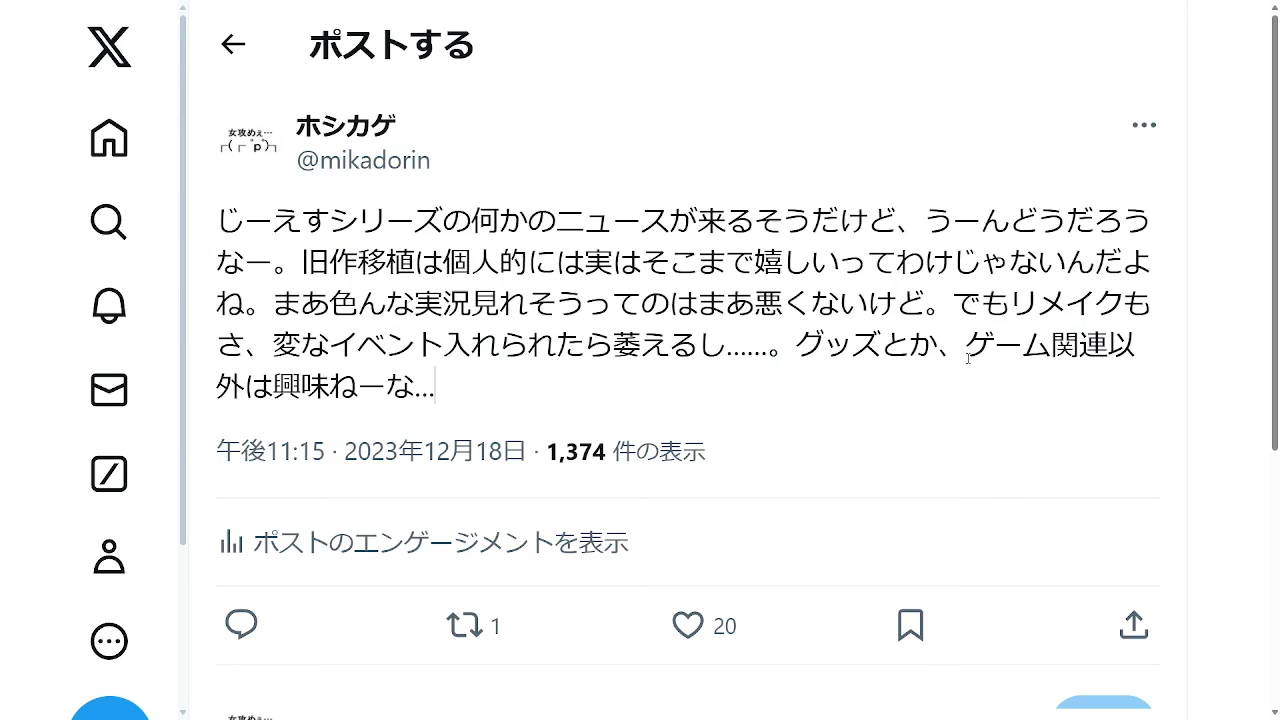 ポストする
女攻めぇ…
┌(┌ ﾟpﾟ)┐
ホシカゲ
@mikadorin
じーえすシリーズの何かのニュースが来るそうだけど、うーんどうだろう
なー。旧作移植は個人的には実はそこまで嬉しいってわけじゃないんだよ
ね。まあ色んな実況見れそうってのはまあ悪くないけど。でもリメイクも
さ、変なイベント入れられたら萎えるし……。グッズとか、ゲーム関連以
外は興味ねーな…
午後11:15 · 2023年12月18日 · 1,374 件の表示
ポストのエンゲージメントを表示
1
20